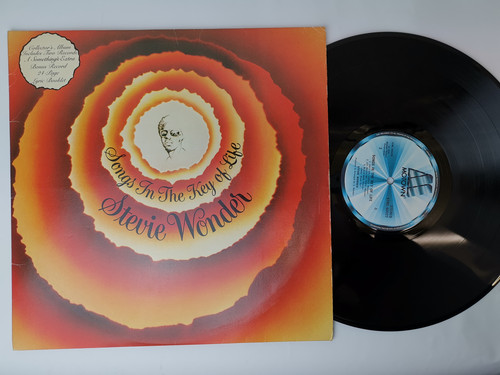 Collector's Album
Includes Two Records
A Something's Extra
Bonus Record
24 Page
Lyric Booklet
Songs In The Key of Life
Stevie Wonder
MOTOWN